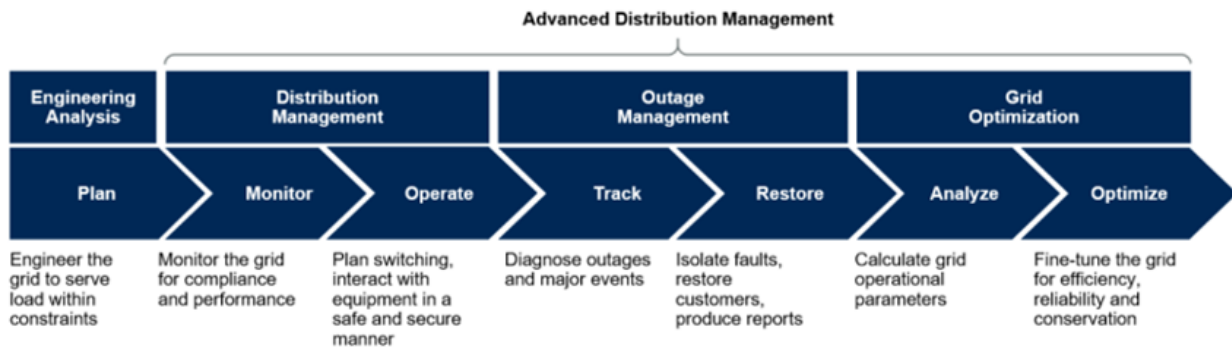 Advanced Distribution Management
Engineering
Analysis
Distribution
Management
Outage
Management
Grid
Optimization
Plan
Monitor
Operate
Track
Restore
Analyze
Optimize
Engineer the
grid to serve
load within
constraints
Monitor the grid
for compliance
and performance
Plan switching,
interact with
equipment in a
safe and secure
manner
Diagnose outages
and major events
Isolate faults,
restore
customers,
produce reports
Calculate grid
operational
parameters
Fine-tune the grid
for efficiency,
reliability and
conservation